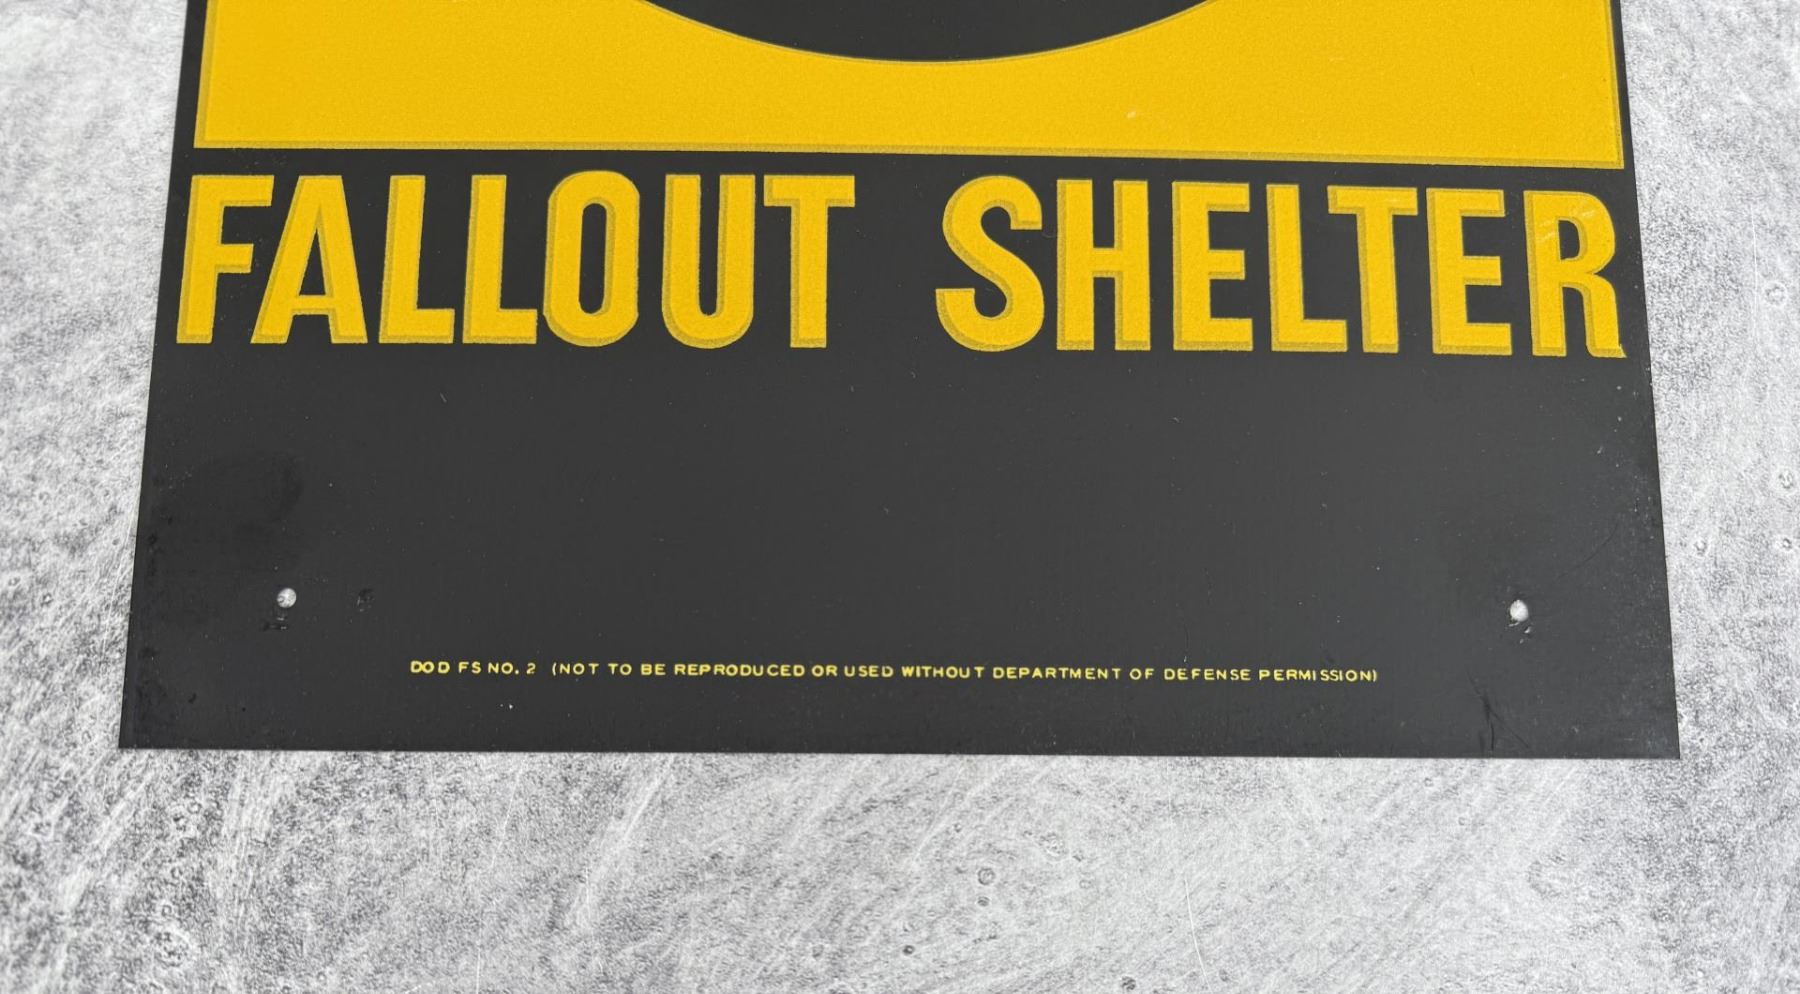 FALLOUT SHELTER
DOD FS NO. 2 (NOT TO BE REPRODUCED OR USED WITHOUT DEPARTMENT OF DEFENSE PERMISSION)